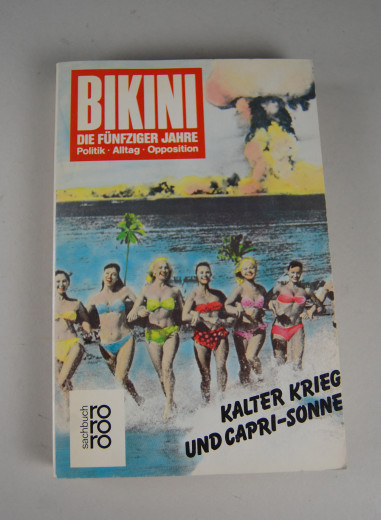 BIKINI
DIE FÜNFZIGER JAHRE
Politik · Alltag · Opposition
KALTER KRIEG
UND CAPRI-SONNE
sachbuch
rororo